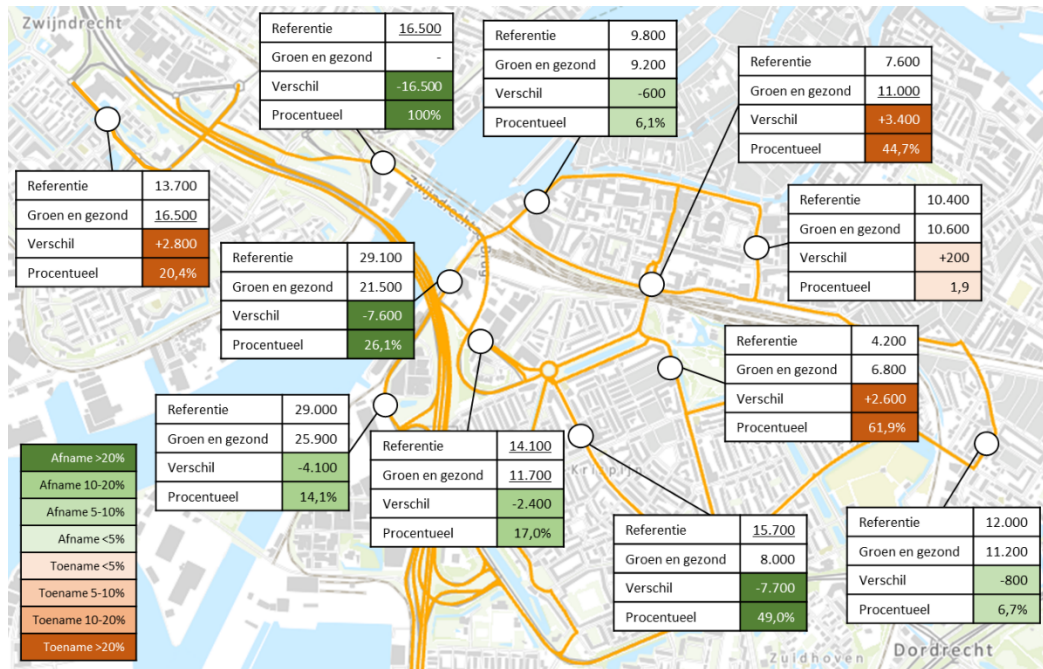 Zwijndrecht
Referentie 16.500
Groen en gezond -
Verschil -16.500
Procentueel 100%
Referentie 9.800
Groen en gezond 9.200
Verschil -600
Procentueel 6,1%
Referentie 7.600
Groen en gezond 11.000
Verschil +3.400
Procentueel 44,7%
Referentie 13.700
Groen en gezond 16.500
Verschil +2.800
Procentueel 20,4%
Zwijndrechtse Brug
Referentie 10.400
Groen en gezond 10.600
Verschil +200
Procentueel 1,9
Referentie 29.100
Groen en gezond 21.500
Verschil -7.600
Procentueel 26,1%
Referentie 4.200
Groen en gezond 6.800
Verschil +2.600
Procentueel 61,9%
Referentie 29.000
Groen en gezond 25.900
Verschil -4.100
Procentueel 14,1%
Referentie 14.100
Groen en gezond 11.700
Verschil -2.400
Procentueel 17,0%
Krispijn
Referentie 15.700
Groen en gezond 8.000
Verschil -7.700
Procentueel 49,0%
Referentie 12.000
Groen en gezond 11.200
Verschil -800
Procentueel 6,7%
Afname >20%
Afname 10-20%
Afname 5-10%
Afname <5%
Toename <5%
Toename 5-10%
Toename 10-20%
Toename >20%
Zuidhoven
Dordrecht